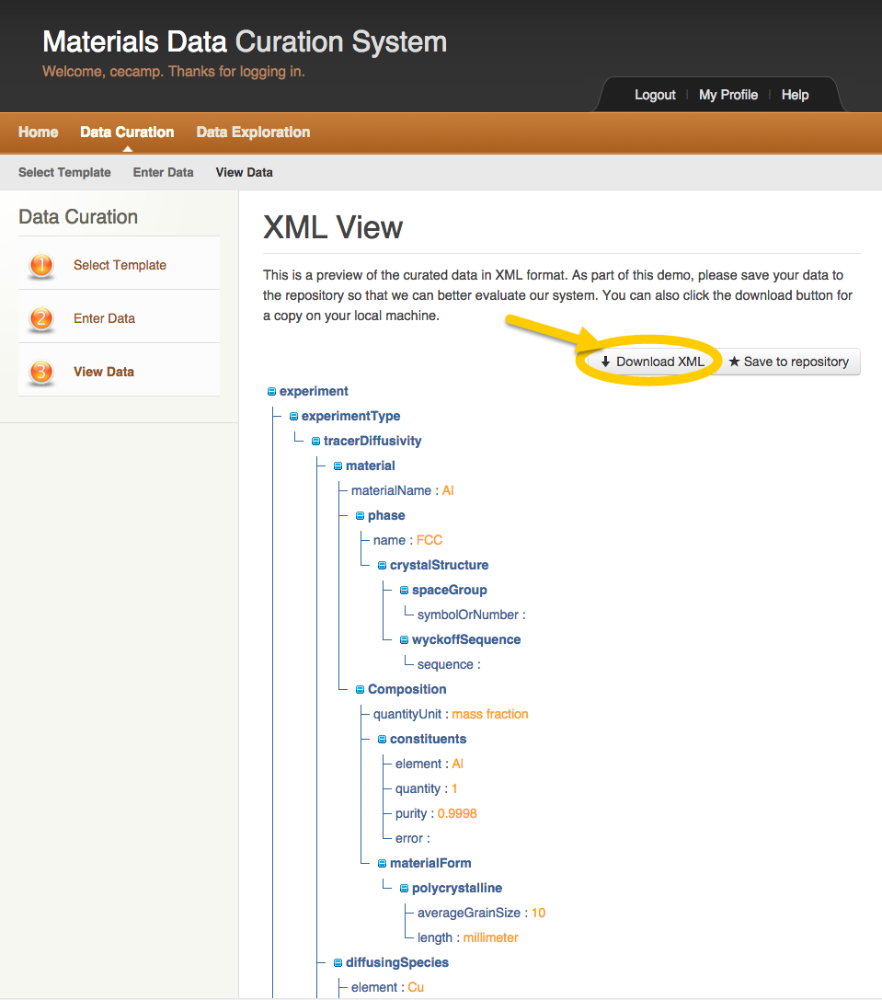 Materials Data Curation System
Welcome, cecamp. Thanks for logging in.
Logout My Profile Help
Home Data Curation Data Exploration
Select Template Enter Data View Data
Data Curation
1 Select Template
2 Enter Data
3 View Data
XML View
This is a preview of the curated data in XML format. As part of this demo, please save your data to
the repository so that we can better evaluate our system. You can also click the download button for
a copy on your local machine.
Download XML Save to repository
experiment
experimentType
tracerDiffusivity
material
materialName : Al
phase
name : FCC
crystalStructure
spaceGroup
symbolOrNumber :
wyckoffSequence
sequence :
Composition
quantityUnit : mass fraction
constituents
element : Al
quantity : 1
purity : 0.9998
error :
materialForm
polycrystalline
averageGrainSize : 10
length : millimeter
diffusingSpecies
element : Cu